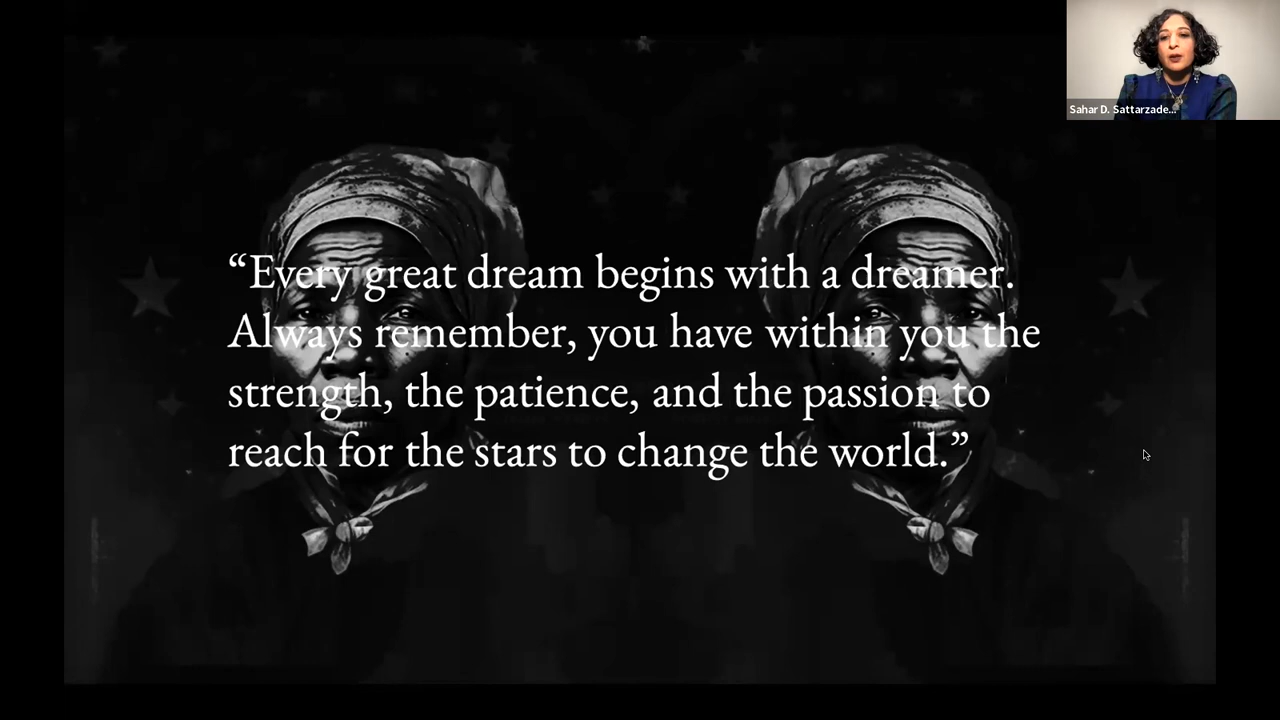 Sahar D. Sattarzade...
“Every great dream begins with a dreamer.
Always remember, you have within you the
strength, the patience, and the passion to
reach for the stars to change the world.”